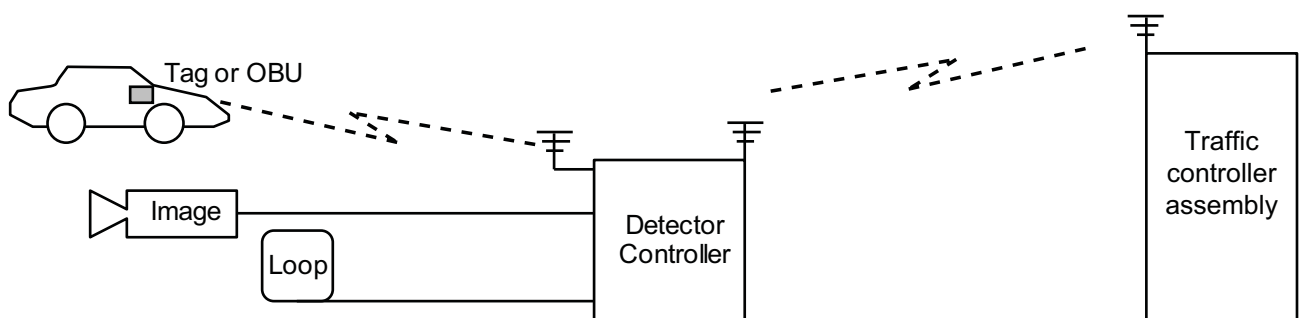 Tag or OBU
Image
Loop
Detector
Controller
Traffic
controller
assembly